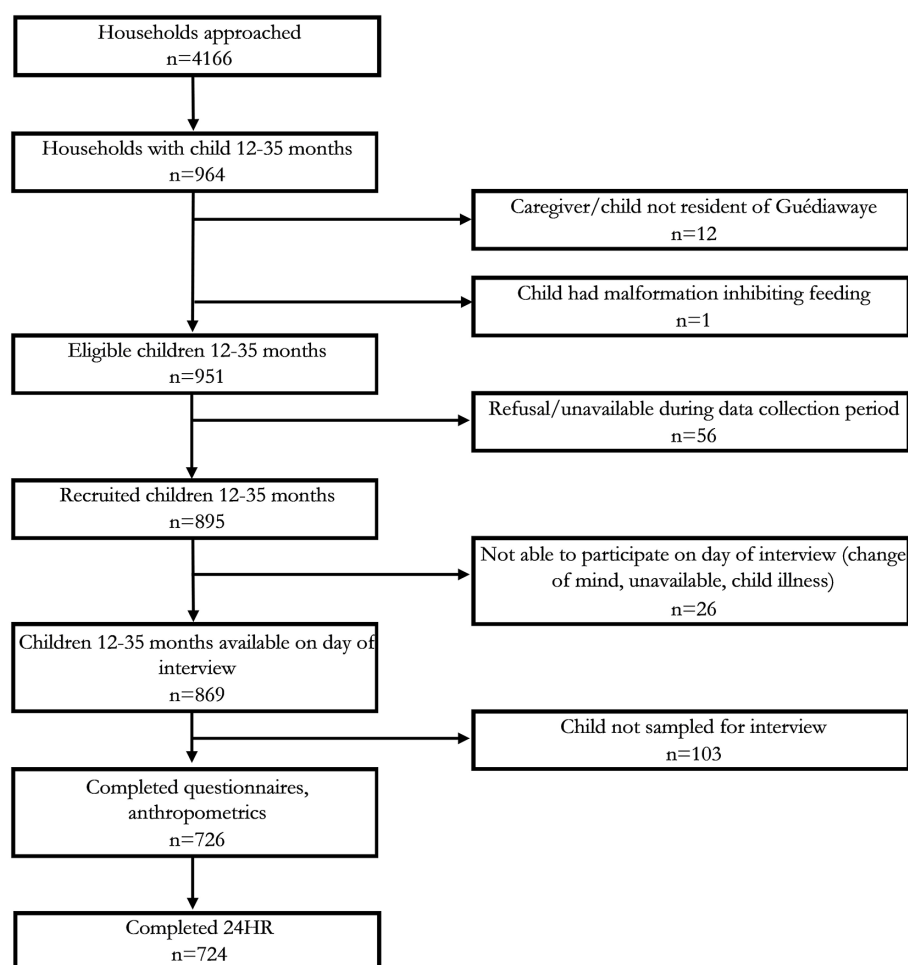 Households approached
n=4166
Households with child 12-35 months
n=964
Caregiver/child not resident of Guédiawaye
n=12
Child had malformation inhibiting feeding
n=1
Eligible children 12-35 months
n=951
Refusal/unavailable during data collection period
n=56
Recruited children 12-35 months
n=895
Not able to participate on day of interview (change
of mind, unavailable, child illness)
n=26
Children 12-35 months available on day of
interview
n=869
Child not sampled for interview
n=103
Completed questionnaires,
anthropometrics
n=726
Completed 24HR
n=724